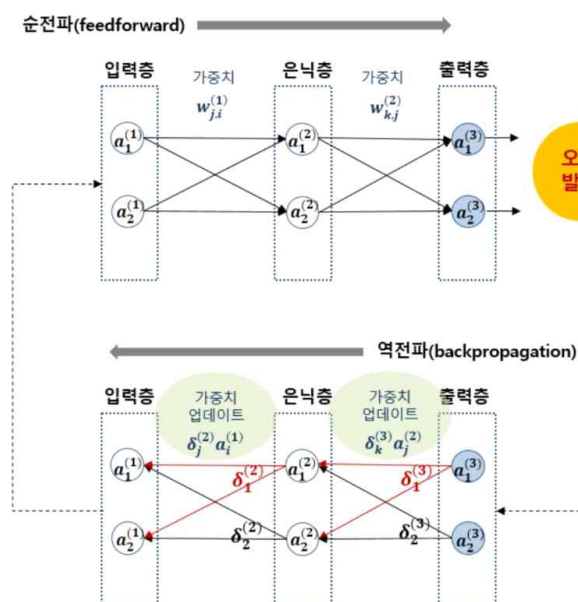 순전파(feedforward)
입력층 가중치 은닉층 가중치 출력층
w_{j.i}^{(1)} w_{k.j}^{(2)}
a_1^{(1)} a_1^{(2)} a_1^{(3)}
오
발
a_2^{(1)} a_2^{(2)} a_2^{(3)}
역전파(backpropagation)
입력층 가중치 은닉층 가중치 출력층
업데이트 업데이트
δ_j^{(2)} a_i^{(1)} δ_k^{(3)} a_j^{(2)}
a_1^{(1)} δ_1^{(2)} a_1^{(2)} δ_1^{(3)} a_1^{(3)}
a_2^{(1)} δ_2^{(2)} a_2^{(2)} δ_2^{(3)} a_2^{(3)}